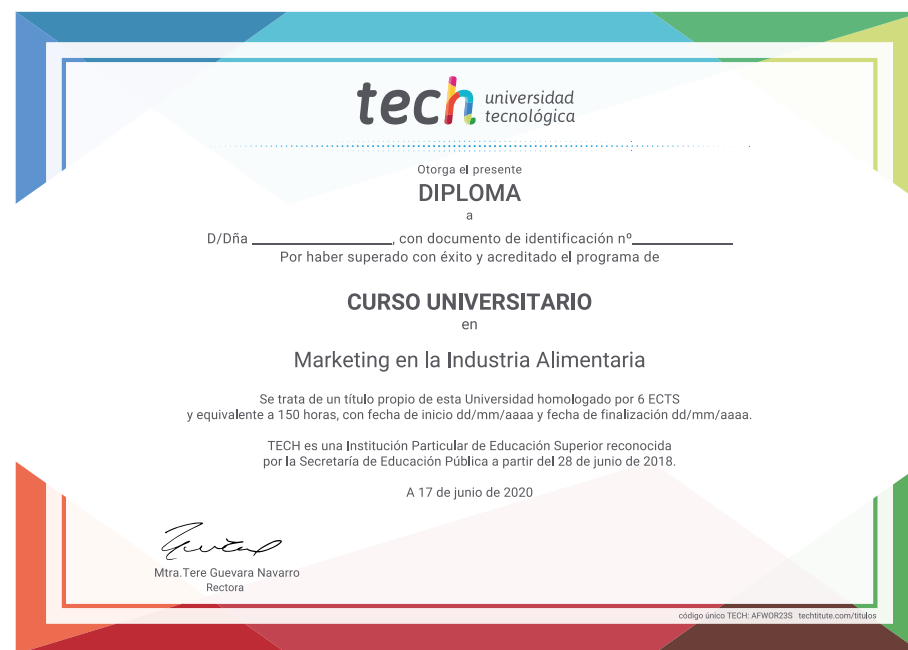 tech universidad
tecnológica
Otorga el presente
DIPLOMA
a
D/Dña ____________, con documento de identificación nº____________
Por haber superado con éxito y acreditado el programa de
CURSO UNIVERSITARIO
en
Marketing en la Industria Alimentaria
Se trata de un título propio de esta Universidad homologado por 6 ECTS
y equivalente a 150 horas, con fecha de inicio dd/mm/aaaa y fecha de finalización dd/mm/aaaa.
TECH es una Institución Particular de Educación Superior reconocida
por la Secretaría de Educación Pública a partir del 28 de junio de 2018.
A 17 de junio de 2020
Mtra.Tere Guevara Navarro
Rectora
código único TECH: AFWOR23S techtitute.com/titulos